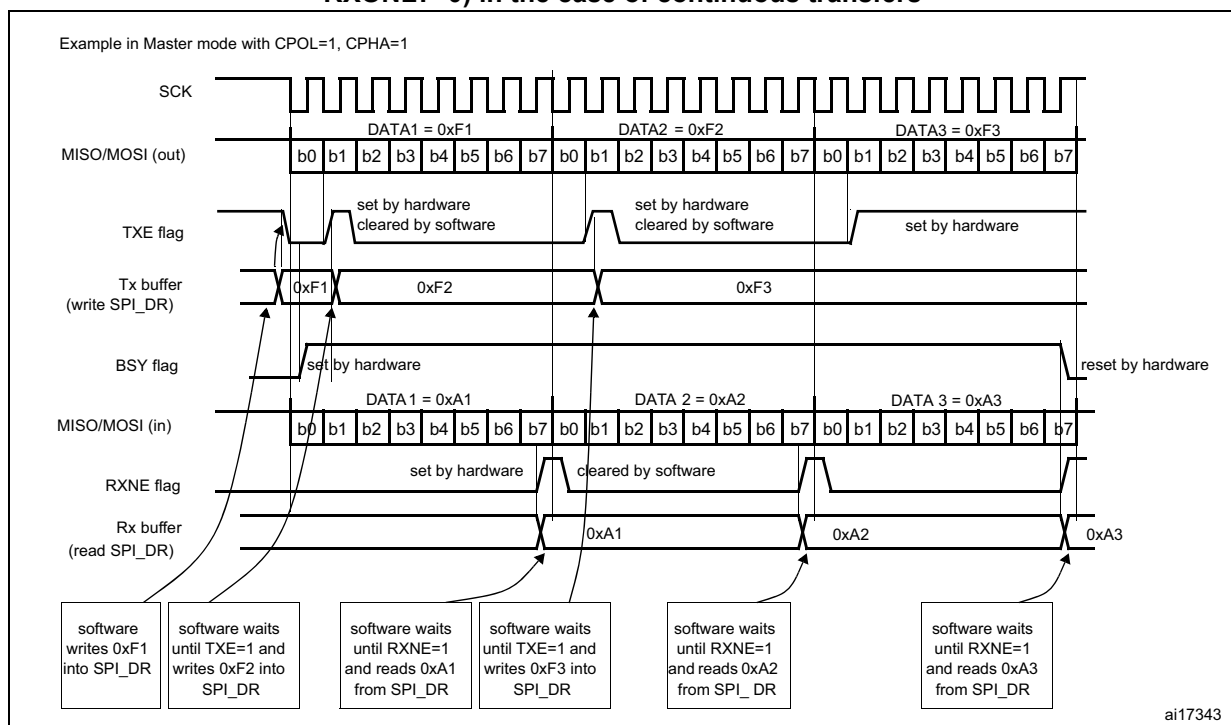 RXONLY=0) in the case of continuous transfers
Example in Master mode with CPOL=1, CPHA=1
SCK
DATA1 = 0xF1
DATA2 = 0xF2
DATA3 = 0xF3
MISO/MOSI (out)
b0 b1 b2 b3 b4 b5 b6 b7 b0 b1 b2 b3 b4 b5 b6 b7 b0 b1 b2 b3 b4 b5 b6 b7
TXE flag
set by hardware
cleared by software
set by hardware
cleared by software
set by hardware
Tx buffer
(write SPI_DR)
0xF1
0xF2
0xF3
BSY flag
set by hardware
reset by hardware
DATA 1 = 0xA1
DATA 2 = 0xA2
DATA 3 = 0xA3
MISO/MOSI (in)
b0 b1 b2 b3 b4 b5 b6 b7 b0 b1 b2 b3 b4 b5 b6 b7 b0 b1 b2 b3 b4 b5 b6 b7
RXNE flag
set by hardware
cleared by software
Rx buffer
(read SPI_DR)
0xA1
0xA2
0xA3
software
writes 0xF1
into SPI_DR
software waits
until TXE=1 and
writes 0xF2 into
SPI_DR
software waits
until RXNE=1
and reads 0xA1
from SPI_DR
software waits
until TXE=1 and
writes 0xF3 into
SPI_DR
software waits
until RXNE=1
and reads 0xA2
from SPI_ DR
software waits
until RXNE=1
and reads 0xA3
from SPI_DR
ai17343